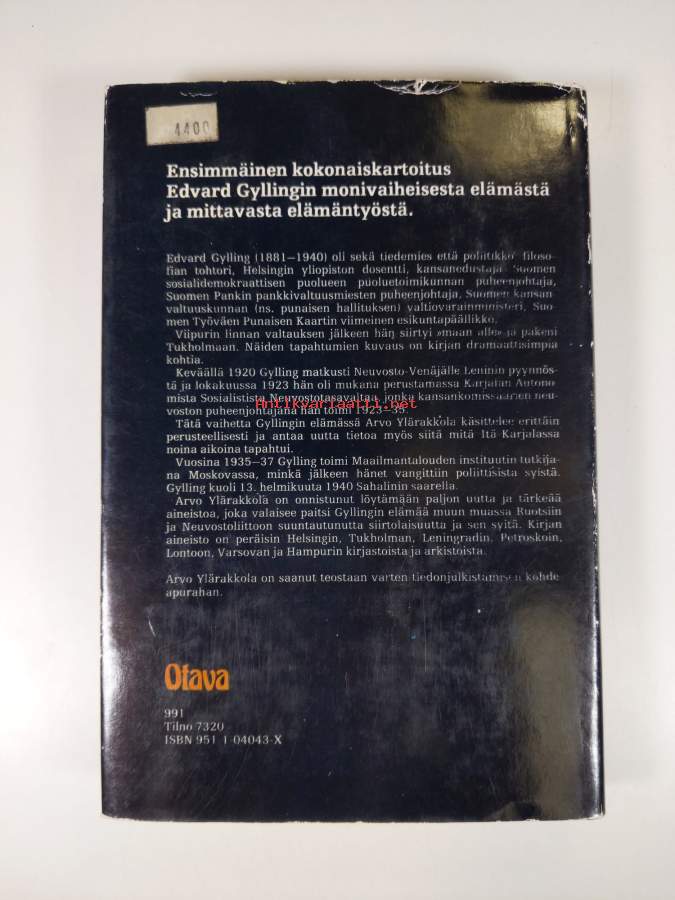 4400
Ensimmäinen kokonaiskartoitus
Edvard Gyllingin monivaiheisesta elämästä
ja mittavasta elämäntyöstä.
Edvard Gylling (1881–1940) oli sekä tiedemies että poliitikko: filoso-
fian tohtori, Helsingin yliopiston dosentti, kansanedustaja, Suomen
sosialidemokraattisen puolueen puoluetoimikunnan puheenjohtaja,
Suomen Pankin pankkivaltuusmiesten puheenjohtaja, Suomen kansan-
valtuuskunnan (ns. punaisen hallituksen) valtiovarainministeri, Suo-
men Työväen Punaisen Kaartin viimeinen esikuntapäällikkö.
Viipurin linnan valtauksen jälkeen hän siirtyi maan alle ja pakeni
Tukholmaan. Näiden tapahtumien kuvaus on kirjan dramaattisimpia
kohtia.
Keväällä 1920 Gylling matkusti Neuvosto-Venäjälle Leninin pyynnös-
tä ja lokakuussa 1923 hän oli mukana perustamassa Karjalan Autono-
mista Sosialistista Neuvostotasavaltaa, jonka kansankomissaarien neu-
voston puheenjohtajana hän toimi 1923–35.
Antikvariaatti.net
Tätä vaihetta Gyllingin elämässä Arvo Ylärakkola käsittelee erittäin
perusteellisesti ja antaa uutta tietoa myös siitä mitä Itä-Karjalassa
noina aikoina tapahtui.
Vuosina 1935–37 Gylling toimi Maailmantalouden instituutin tutkija-
na Moskovassa, minkä jälkeen hänet vangittiin poliittisista syistä.
Gylling kuoli 13. helmikuuta 1940 Sahalinin saarella.
Arvo Ylärakkola on onnistunut löytämään paljon uutta ja tärkeää
aineistoa, joka valaisee paitsi Gyllingin elämää muun muassa Ruotsiin
ja Neuvostoliittoon suuntautunutta siirtolaisuutta ja sen syitä. Kirjan
aineisto on peräisin Helsingin, Tukholman, Leningradin, Petroskoin,
Lontoon, Varsovan ja Hampurin kirjastoista ja arkistoista.
Arvo Ylärakkola on saanut teostaan varten tiedonjulkistamisen kohde-
apurahan.
Otava
991
Tilno 7320
ISBN 951-1-04043-X